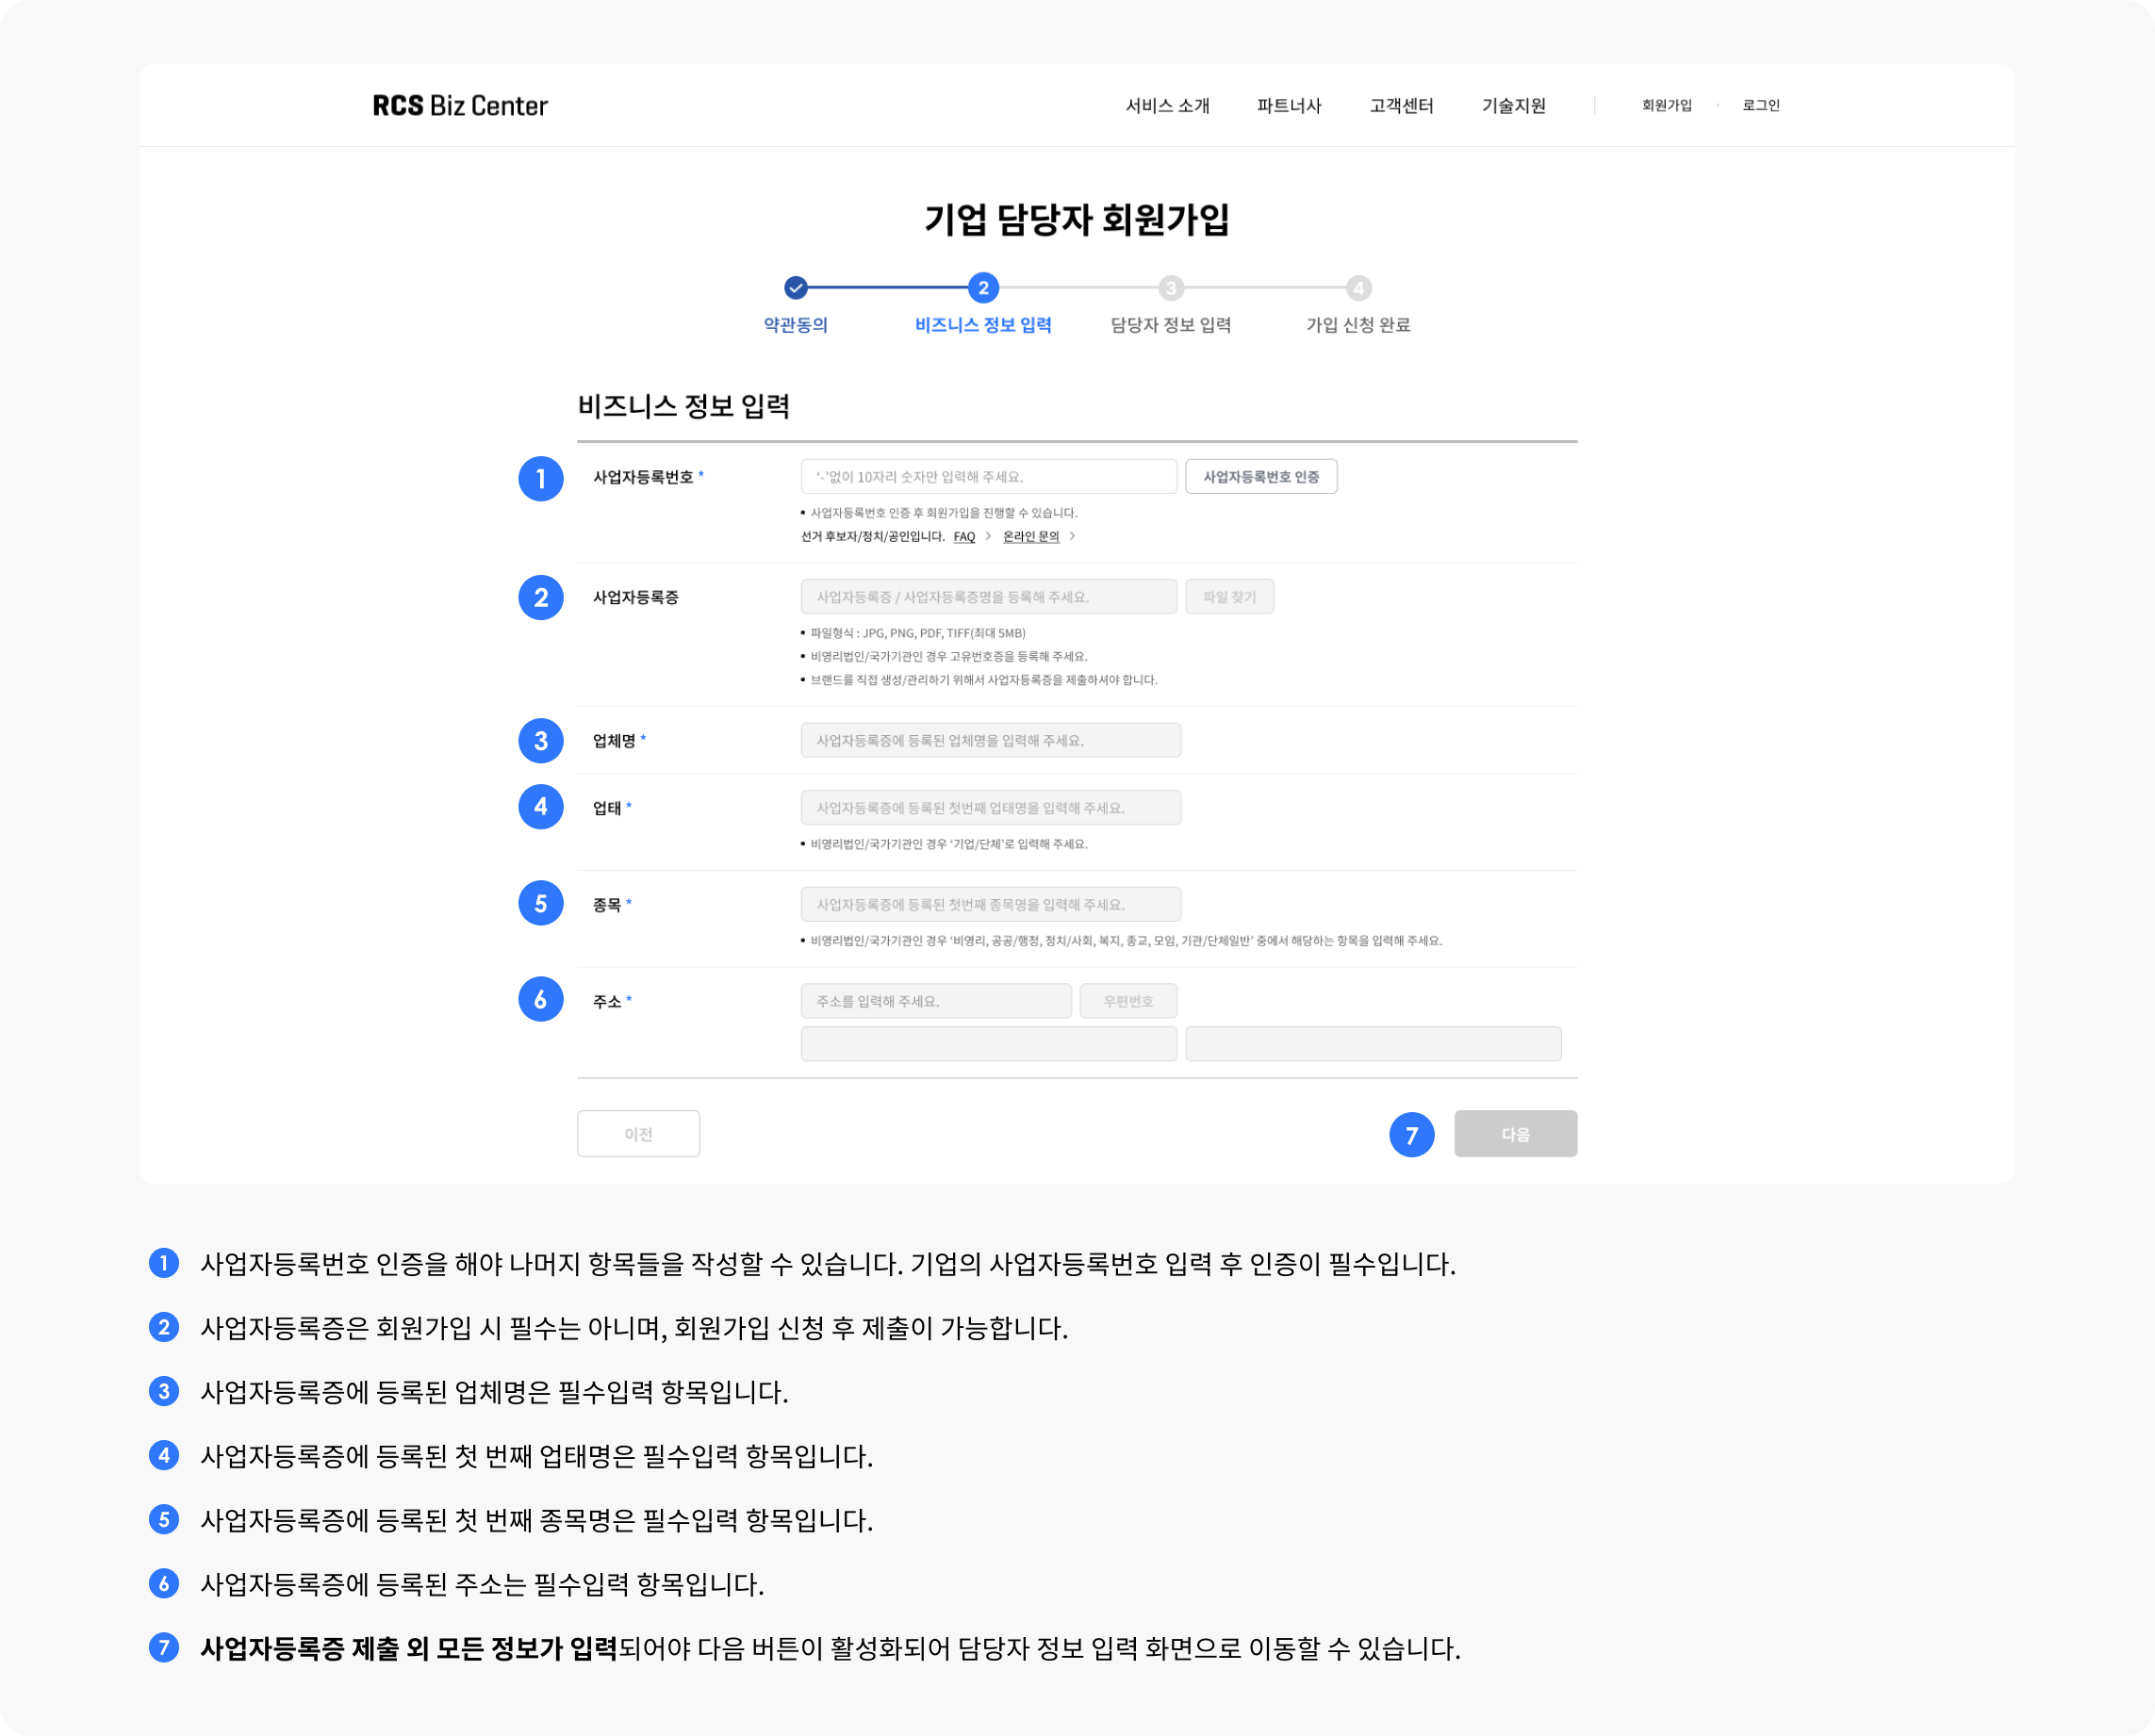 RCS Biz Center
서비스 소개 파트너사 고객센터 기술지원 회원가입 로그인
기업 담당자 회원가입
2 3 4
약관동의 비즈니스 정보 입력 담당자 정보 입력 가입 신청 완료
비즈니스 정보 입력
1 사업자등록번호 * ‘-’없이 10자리 숫자만 입력해 주세요. 사업자등록번호 인증
• 사업자등록번호 인증 후 회원가입을 진행할 수 있습니다.
선거 후보자/정치/공인입니다. FAQ > 온라인 문의 >
2 사업자등록증 사업자등록증 / 사업자등록증명을 등록해 주세요. 파일 찾기
• 파일형식 : JPG, PNG, PDF, TIFF(최대 5MB)
• 비영리법인/국가기관인 경우 고유번호증을 등록해 주세요.
• 브랜드를 직접 생성/관리하기 위해서 사업자등록증을 제출하셔야 합니다.
3 업체명 * 사업자등록증에 등록된 업체명을 입력해 주세요.
4 업태 * 사업자등록증에 등록된 첫번째 업태명을 입력해 주세요.
• 비영리법인/국가기관인 경우 ‘기업/단체’로 입력해 주세요.
5 종목 * 사업자등록증에 등록된 첫번째 종목명을 입력해 주세요.
• 비영리법인/국가기관인 경우 ‘비영리, 공공/행정, 정치/사회, 복지, 종교, 모임, 기관/단체일반’ 중에서 해당하는 항목을 입력해 주세요.
6 주소 * 주소를 입력해 주세요. 우편번호
이전 7 다음
1 사업자등록번호 인증을 해야 나머지 항목들을 작성할 수 있습니다. 기업의 사업자등록번호 입력 후 인증이 필수입니다.
2 사업자등록증은 회원가입 시 필수는 아니며, 회원가입 신청 후 제출이 가능합니다.
3 사업자등록증에 등록된 업체명은 필수입력 항목입니다.
4 사업자등록증에 등록된 첫 번째 업태명은 필수입력 항목입니다.
5 사업자등록증에 등록된 첫 번째 종목명은 필수입력 항목입니다.
6 사업자등록증에 등록된 주소는 필수입력 항목입니다.
7 사업자등록증 제출 외 모든 정보가 입력되어야 다음 버튼이 활성화되어 담당자 정보 입력 화면으로 이동할 수 있습니다.